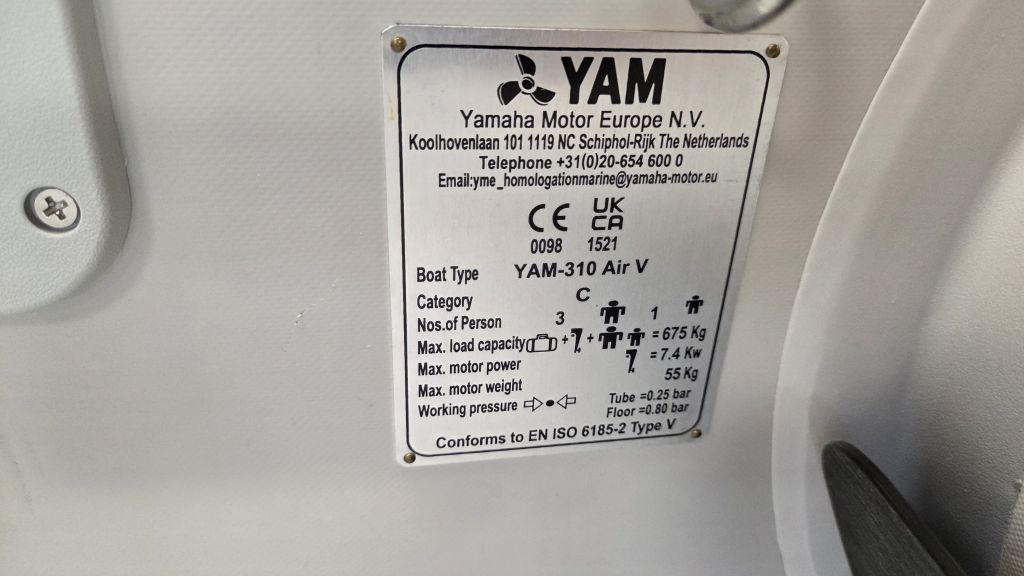 YAM
Yamaha Motor Europe N.V.
Koolhovenlaan 101 1119 NC Schiphol-Rijk The Netherlands
Telephone +31(0)20-654 600 0
Email:yme_homologationmarine@yamaha-motor.eu
CE UK CA
0098 1521
Boat Type YAM-310 Air V
Category C
Nos.of Person 3 1
Max. load capacity + + = 675 Kg
Max. motor power = 7.4 Kw
Max. motor weight 55 Kg
Working pressure Tube =0.25 bar
Floor =0.80 bar
Conforms to EN ISO 6185-2 Type V